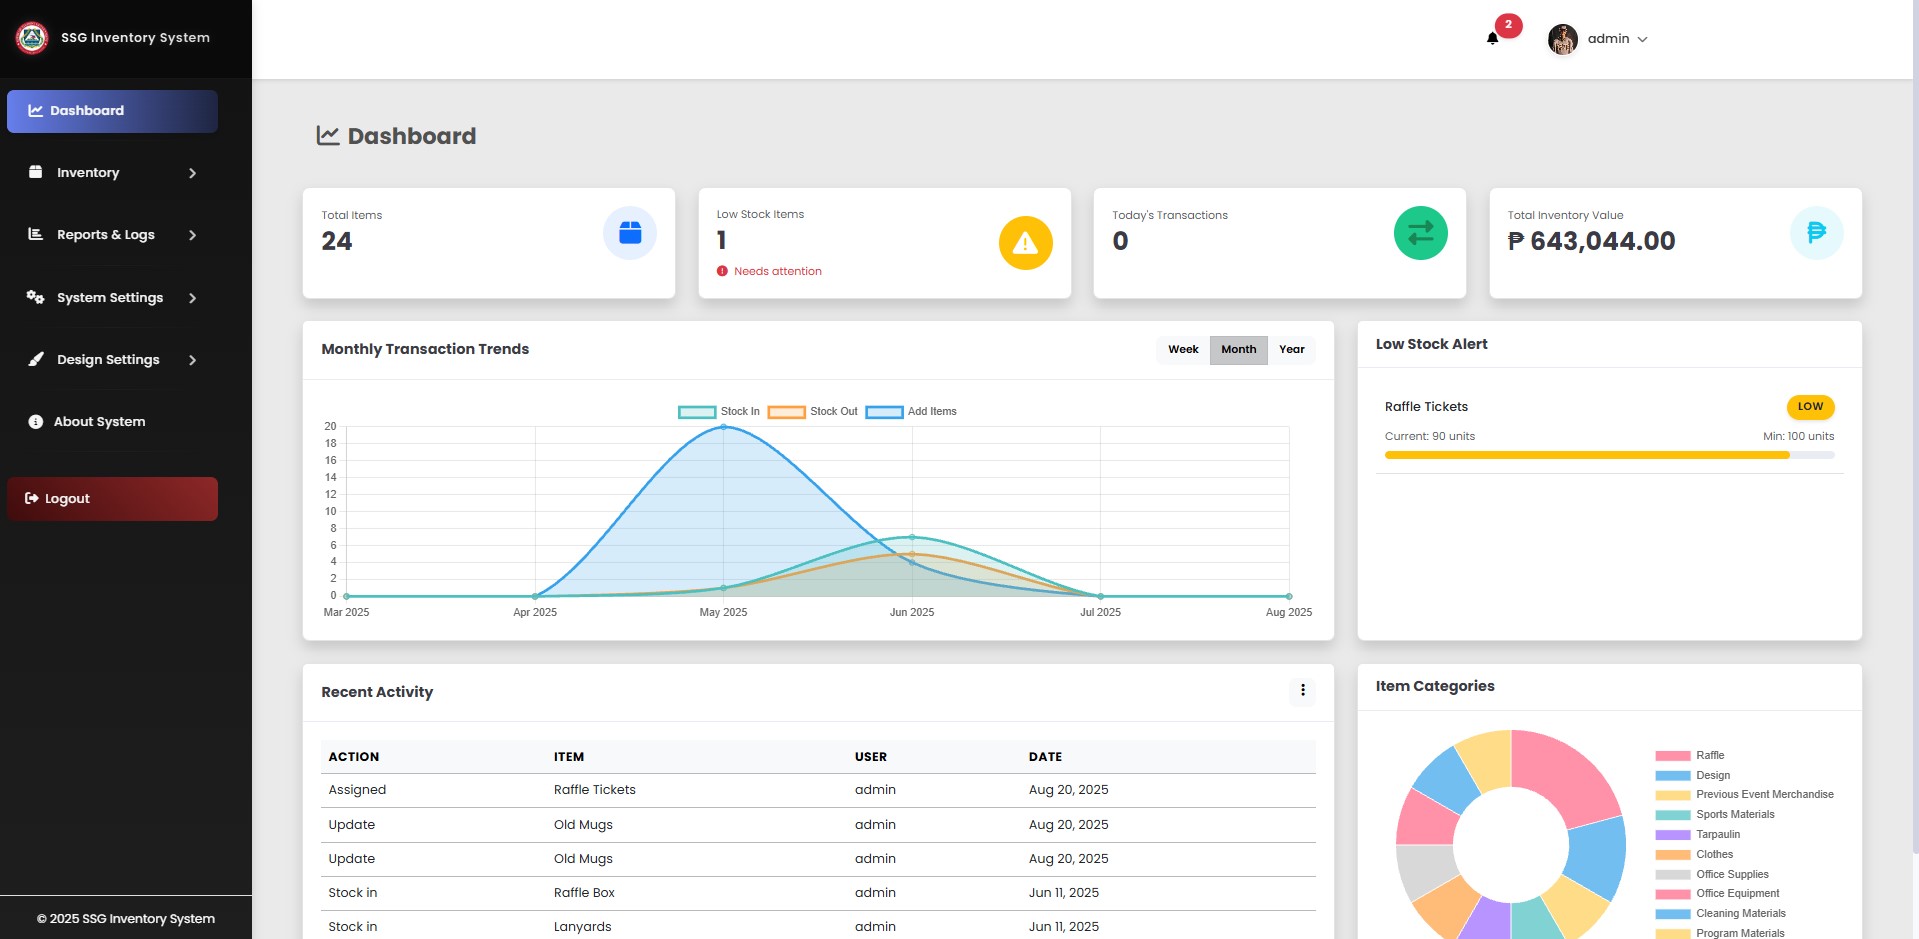 SSG Inventory System
2
admin
Dashboard
Inventory
Reports & Logs
System Settings
Design Settings
About System
Logout
© 2025 SSG Inventory System
Dashboard
Total Items
24
Low Stock Items
1
Needs attention
Today's Transactions
0
Total Inventory Value
₱ 643,044.00
Monthly Transaction Trends
Week Month Year
Stock In Stock Out Add Items
20
18
16
14
12
10
8
6
4
2
0
Mar 2025 Apr 2025 May 2025 Jun 2025 Jul 2025 Aug 2025
Low Stock Alert
Raffle Tickets LOW
Current: 90 units Min: 100 units
Recent Activity
ACTION ITEM USER DATE
Assigned Raffle Tickets admin Aug 20, 2025
Update Old Mugs admin Aug 20, 2025
Update Old Mugs admin Aug 20, 2025
Stock in Raffle Box admin Jun 11, 2025
Stock in Lanyards admin Jun 11, 2025
Item Categories
Raffle
Design
Previous Event Merchandise
Sports Materials
Tarpaulin
Clothes
Office Supplies
Office Equipment
Cleaning Materials
Program Materials